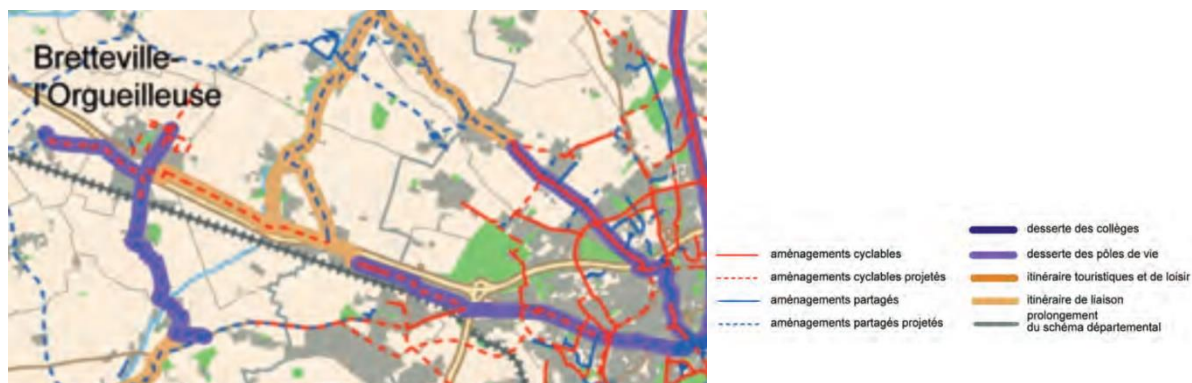 Bretteville-
l'Orgueilleuse
aménagements cyclables
aménagements cyclables projetés
aménagements partagés
aménagements partagés projetés
desserte des collèges
desserte des pôles de vie
itinéraire touristiques et de loisir
itinéraire de liaison
prolongement
du schéma départemental